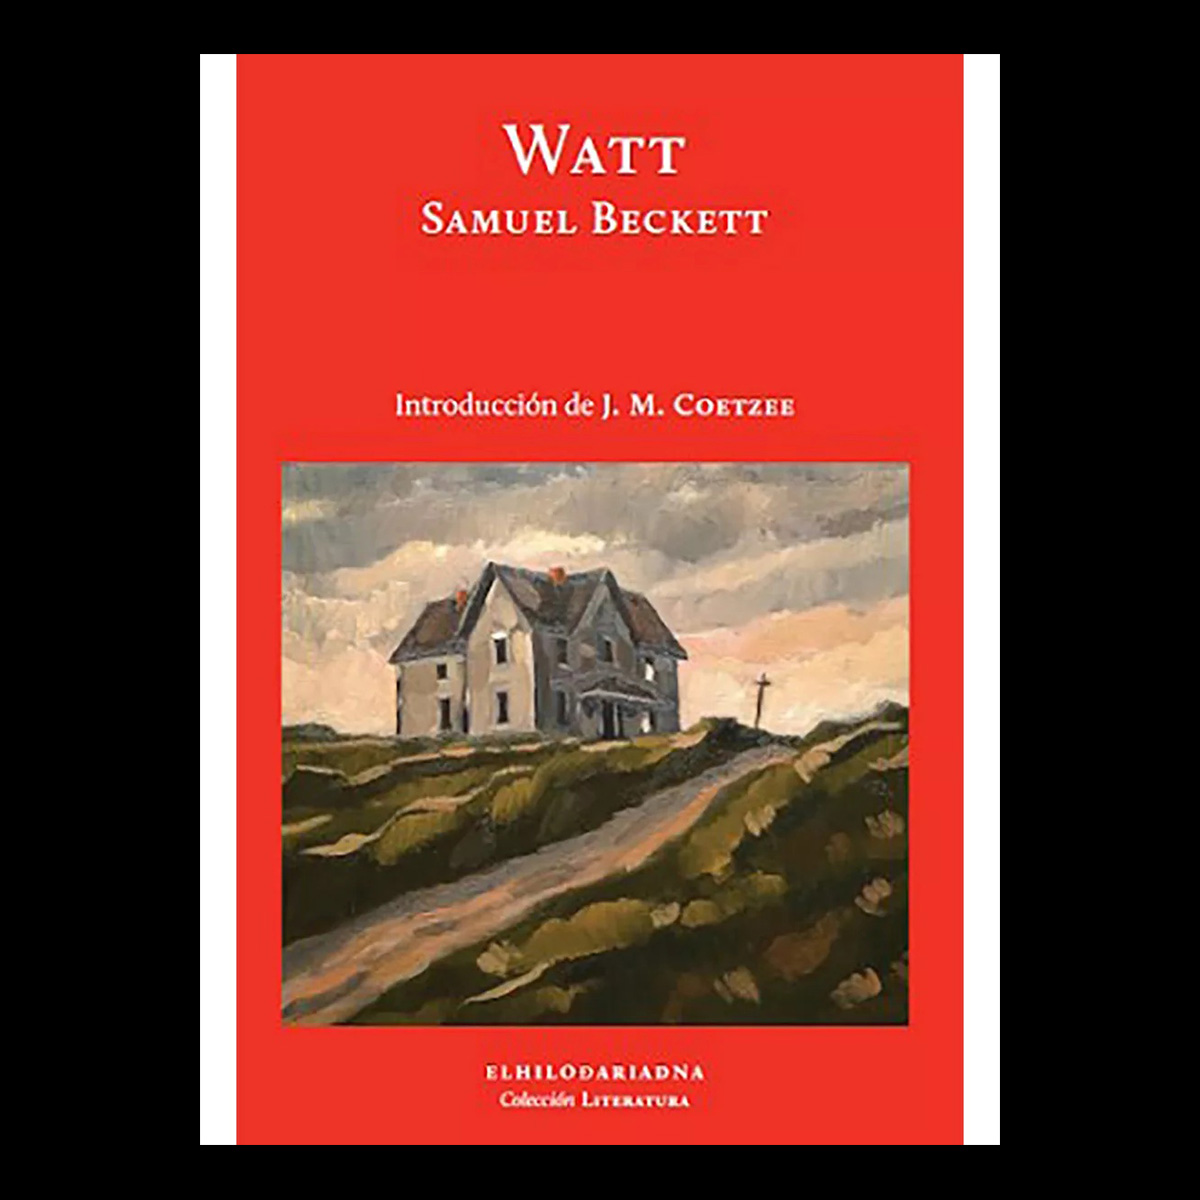 WATT
SAMUEL BECKETT
Introducción de J. M. COETZEE
ELHILODARIADNA
Colección LITERATURA